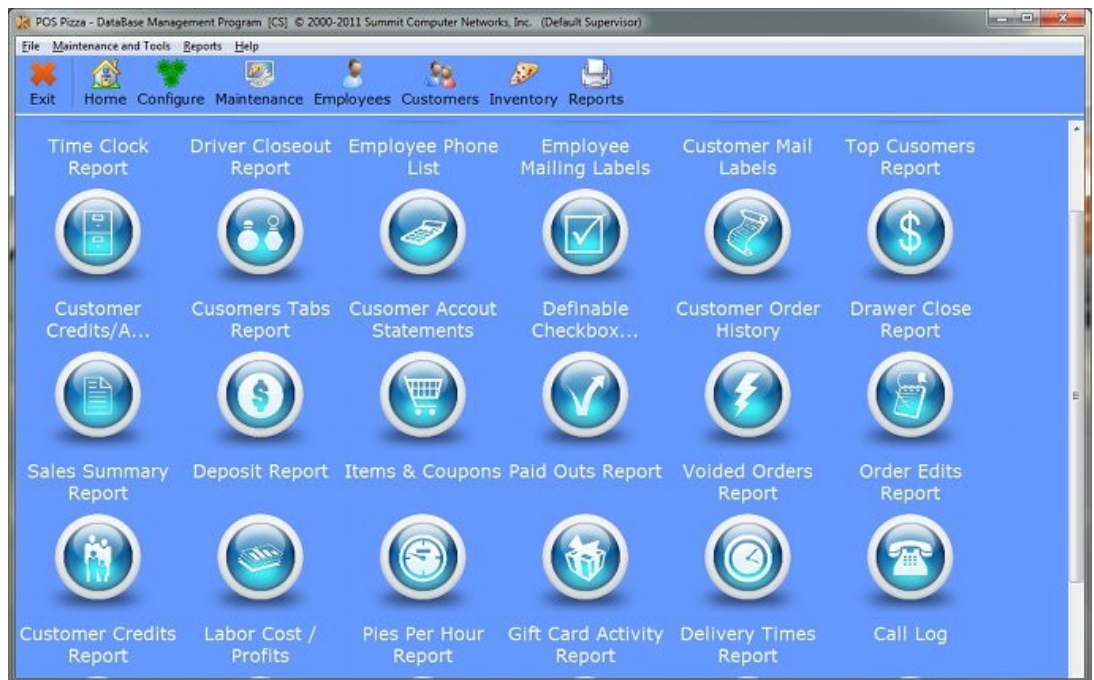 POS Pizza - DataBase Management Program [CS] © 2000-2011 Summit Computer Networks, Inc. (Default Supervisor)
File Maintenance and Tools Reports Help
Exit Home Configure Maintenance Employees Customers Inventory Reports
Time Clock Driver Closeout Employee Phone Employee Customer Mail Top Cusomers
Report Report List Mailing Labels Labels Report
Customer Cusomers Tabs Cusomer Accout Definable Customer Order Drawer Close
Credits/A... Report Statements Checkbox... History Report
Sales Summary Deposit Report Items & Coupons Paid Outs Report Voided Orders Order Edits
Report Report Report
Customer Credits Labor Cost / Pies Per Hour Gift Card Activity Delivery Times Call Log
Report Profits Report Report Report